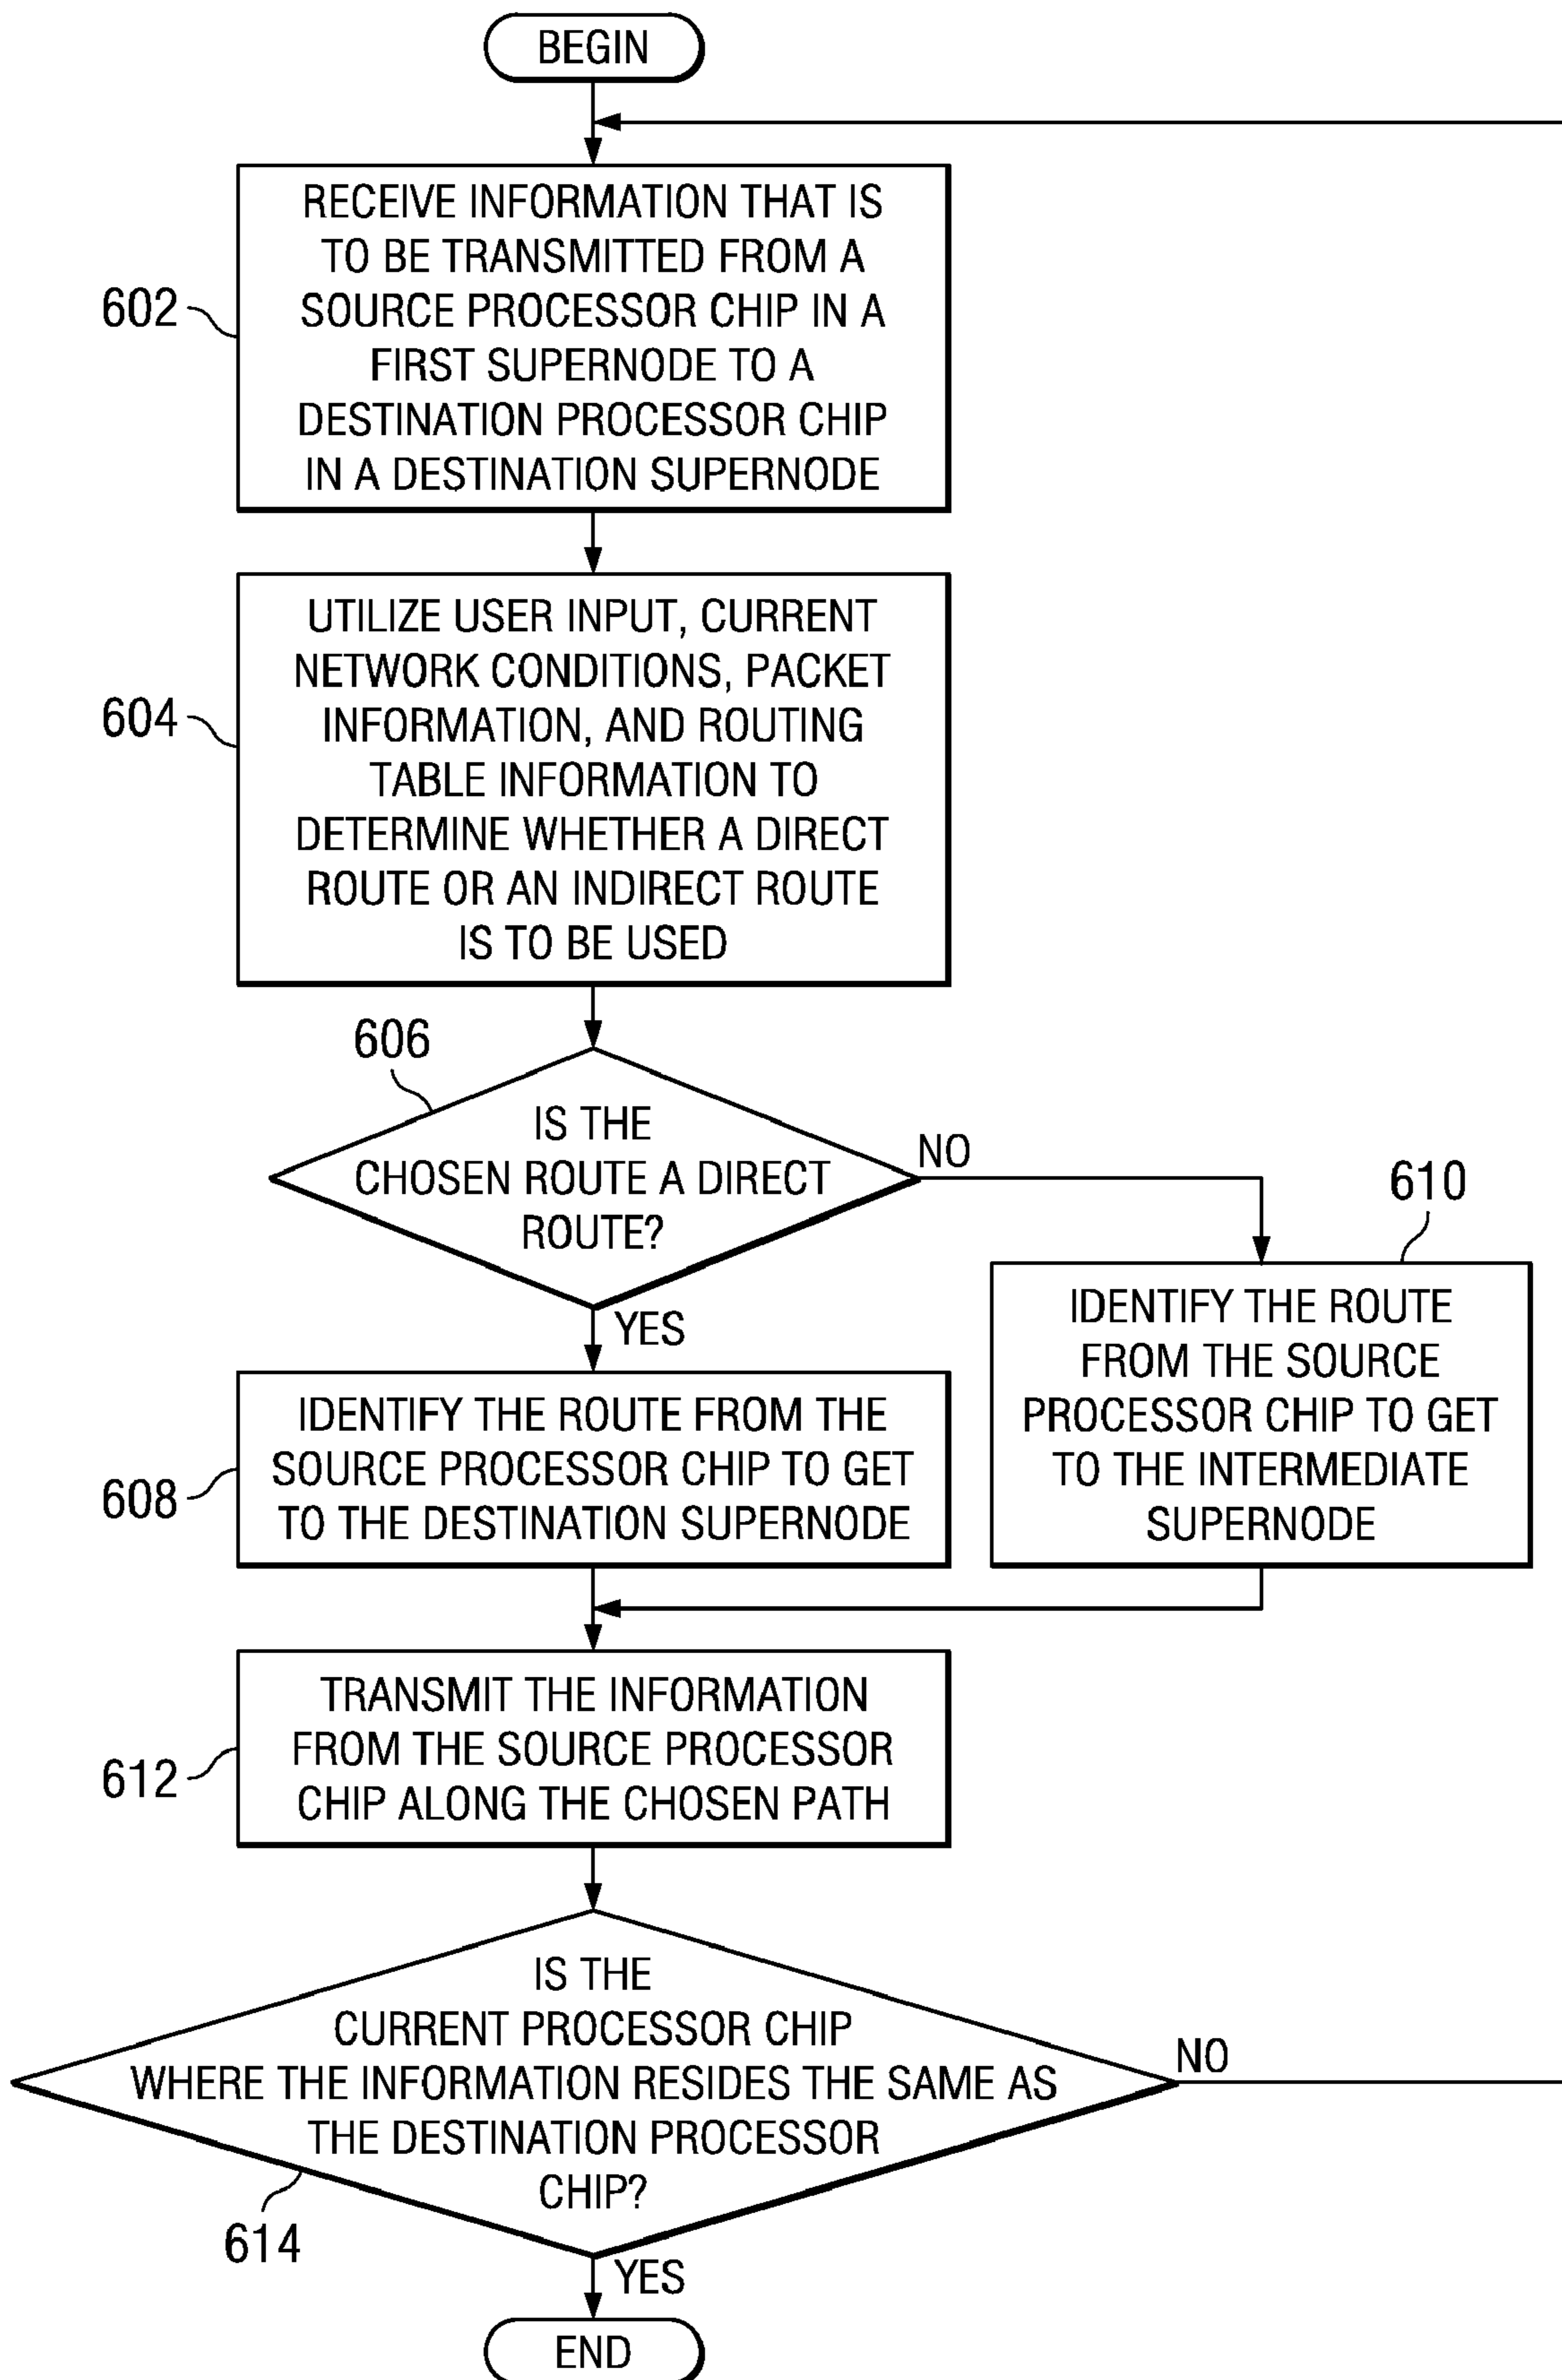 BEGIN
RECEIVE INFORMATION THAT IS
TO BE TRANSMITTED FROM A
SOURCE PROCESSOR CHIP IN A
FIRST SUPERNODE TO A
DESTINATION PROCESSOR CHIP
IN A DESTINATION SUPERNODE
602
UTILIZE USER INPUT, CURRENT
NETWORK CONDITIONS, PACKET
INFORMATION, AND ROUTING
TABLE INFORMATION TO
DETERMINE WHETHER A DIRECT
ROUTE OR AN INDIRECT ROUTE
IS TO BE USED
604
606
IS THE
CHOSEN ROUTE A DIRECT
ROUTE?
NO
YES
610
IDENTIFY THE ROUTE
FROM THE SOURCE
PROCESSOR CHIP TO GET
TO THE INTERMEDIATE
SUPERNODE
IDENTIFY THE ROUTE FROM THE
SOURCE PROCESSOR CHIP TO GET
TO THE DESTINATION SUPERNODE
608
TRANSMIT THE INFORMATION
FROM THE SOURCE PROCESSOR
CHIP ALONG THE CHOSEN PATH
612
IS THE
CURRENT PROCESSOR CHIP
WHERE THE INFORMATION RESIDES THE SAME AS
THE DESTINATION PROCESSOR
CHIP?
NO
614
YES
END